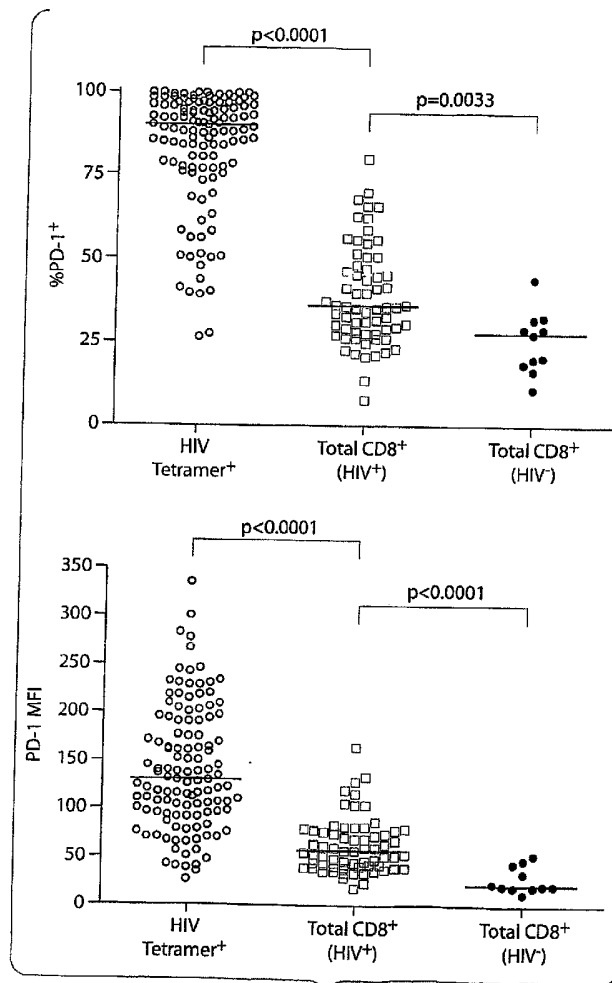 p<0.0001
p=0.0033
100
75
50
25
0
%PD-1⁺
HIV
Tetramer⁺
Total CD8⁺
(HIV⁺)
Total CD8⁺
(HIV⁻)
p<0.0001
p<0.0001
350
300
250
200
150
100
50
0
PD-1 MFI
HIV
Tetramer⁺
Total CD8⁺
(HIV⁺)
Total CD8⁺
(HIV⁻)